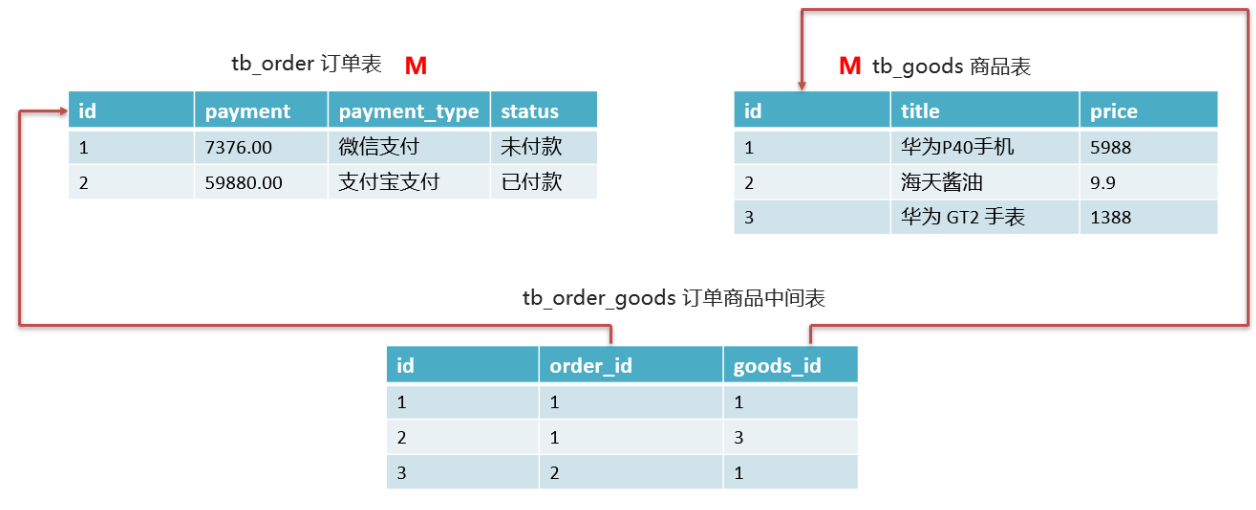 tb_order 订单表 M
id payment payment_type status
1 7376.00 微信支付 未付款
2 59880.00 支付宝支付 已付款
M tb_goods 商品表
id title price
1 华为P40手机 5988
2 海天酱油 9.9
3 华为 GT2 手表 1388
tb_order_goods 订单商品中间表
id order_id goods_id
1 1 1
2 1 3
3 2 1